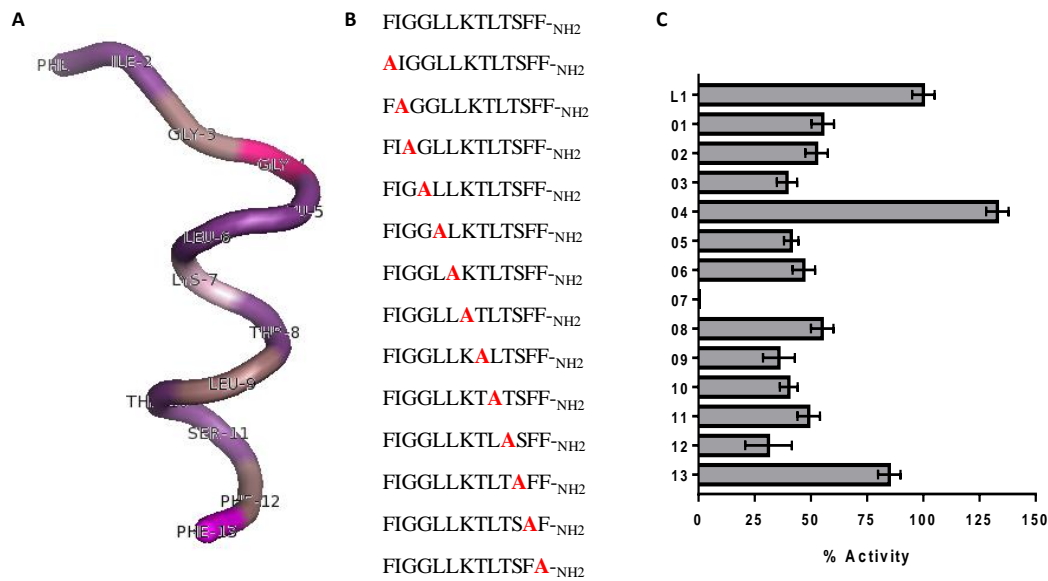 A
PHE
ILE-2
GLY-3
GLY-4
LEU-6
LYS-7
THR-8
LEU-9
SER-11
PHE-12
PHE-13
B
FIGGLLKTLTSFF-NH2
AIGGLLKTLTSFF-NH2
FAGGLLKTLTSFF-NH2
FIAGLLKTLTSFF-NH2
FIGALLKTLTSFF-NH2
FIGGALKTLTSFF-NH2
FIGGLAKTLTSFF-NH2
FIGGLLATLTSFF-NH2
FIGGLLKALTSFF-NH2
FIGGLLKTATSFF-NH2
FIGGLLKTLASFF-NH2
FIGGLLKTLTAFF-NH2
FIGGLLKTLTSAF-NH2
FIGGLLKTLTSFA-NH2
C
L1
01
02
03
04
05
06
07
08
09
10
11
12
13
0 25 50 75 100 125 150
% Activity